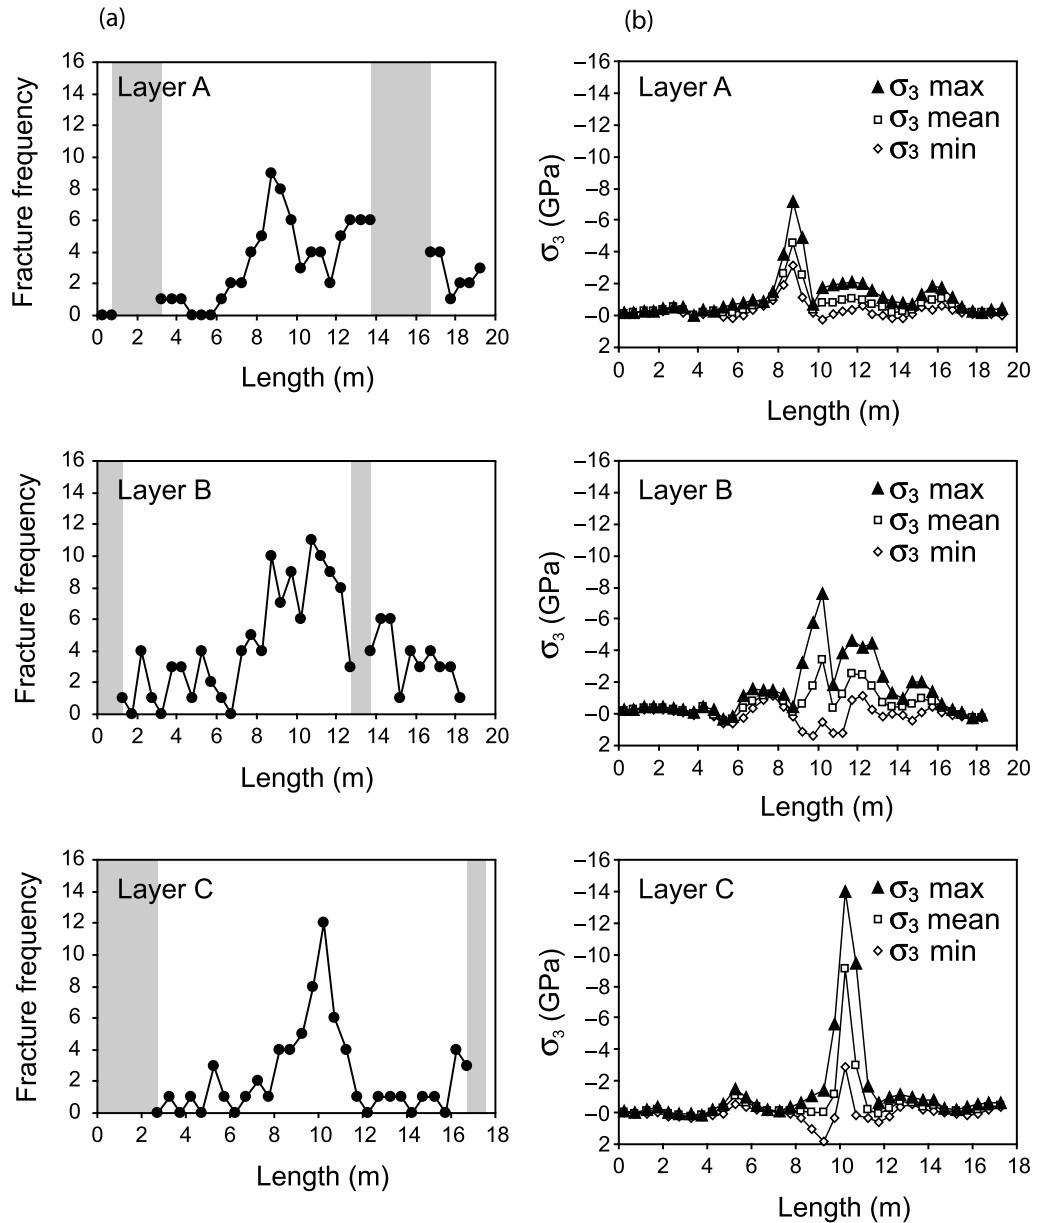 (a)
(b)
Layer A
Fracture frequency
16
14
12
10
8
6
4
2
0
0 2 4 6 8 10 12 14 16 18 20
Length (m)
Layer A
σ3 max
σ3 mean
σ3 min
σ3 (GPa)
–16
–14
–12
–10
–8
–6
–4
–2
–0
2
0 2 4 6 8 10 12 14 16 18 20
Length (m)
Layer B
Fracture frequency
16
14
12
10
8
6
4
2
0
0 2 4 6 8 10 12 14 16 18 20
Length (m)
Layer B
σ3 max
σ3 mean
σ3 min
σ3 (GPa)
–16
–14
–12
–10
–8
–6
–4
–2
–0
2
0 2 4 6 8 10 12 14 16 18 20
Length (m)
Layer C
Fracture frequency
16
14
12
10
8
6
4
2
0
0 2 4 6 8 10 12 14 16 18
Length (m)
Layer C
σ3 max
σ3 mean
σ3 min
σ3 (GPa)
–16
–14
–12
–10
–8
–6
–4
–2
–0
2
0 2 4 6 8 10 12 14 16 18
Length (m)